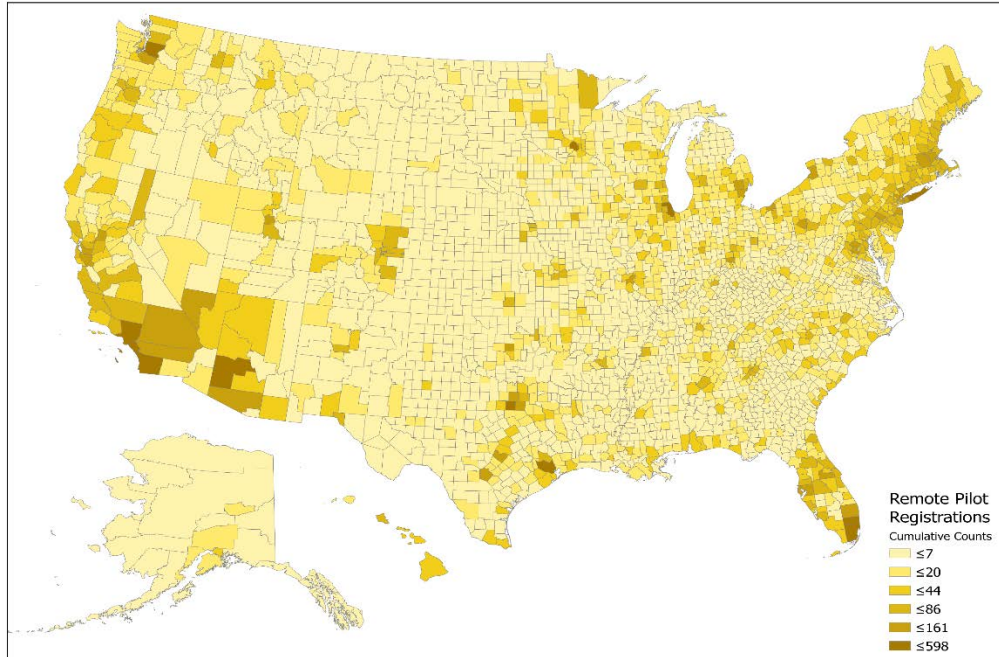 Remote Pilot
Registrations
Cumulative Counts
≤7
≤20
≤44
≤86
≤161
≤598